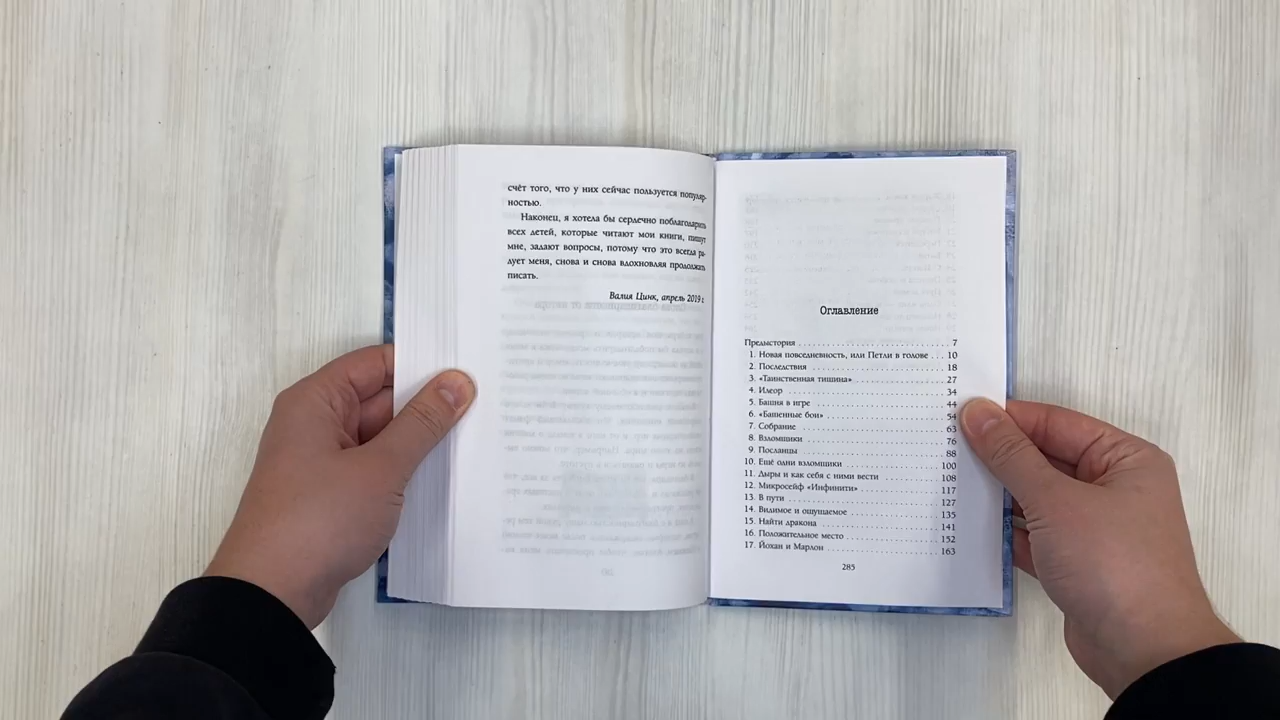 счёт того, что у них сейчас пользуется популяр-
ностью.
Наконец, я хотела бы сердечно поблагодарить
всех детей, которые читают мои книги, пишут
мне, задают вопросы, потому что это всегда ра-
дует меня, снова и снова вдохновляя продолжать
писать.
Валия Цинк, апрель 2019 г.
Оглавление
Предыстория . . . . . . . . . . . . . . . . . . . . . . . . . . 7
1. Новая повседневность, или Петли в голове . . . 10
2. Последствия . . . . . . . . . . . . . . . . . . . . . . . 18
3. «Таинственная тишина» . . . . . . . . . . . . . . . . 27
4. Илеор . . . . . . . . . . . . . . . . . . . . . . . . . . . 34
5. Башня в игре . . . . . . . . . . . . . . . . . . . . . . 44
6. «Башенные бои» . . . . . . . . . . . . . . . . . . . . 54
7. Собрание . . . . . . . . . . . . . . . . . . . . . . . . . 63
8. Взломщики . . . . . . . . . . . . . . . . . . . . . . . . 76
9. Посланцы . . . . . . . . . . . . . . . . . . . . . . . . . 88
10. Ещё одни взломщики . . . . . . . . . . . . . . . . . 100
11. Дыры и как себя с ними вести . . . . . . . . . . . 108
12. Микросейф «Инфинити» . . . . . . . . . . . . . . . 117
13. В пути . . . . . . . . . . . . . . . . . . . . . . . . . . 127
14. Видимое и ощущаемое . . . . . . . . . . . . . . . . 135
15. Найти дракона . . . . . . . . . . . . . . . . . . . . . 141
16. Положительное место . . . . . . . . . . . . . . . . . 152
17. Йохан и Марлон . . . . . . . . . . . . . . . . . . . . 163
285